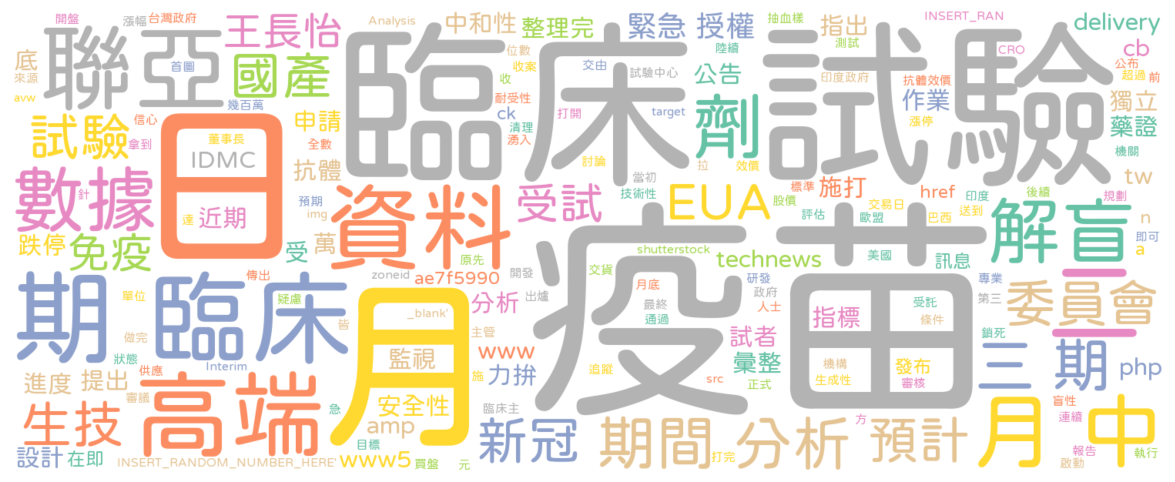 開盤
漲幅
台灣政府
王長怡
Analysis
中和性
整理完
緊急
授權
指出
INSERT_RAN
delivery
聯亞
臨床試驗
底
來源
首圖
國產
位數
收案
交由
陸續
抽血樣
測試
CRO
cb
公布
超過
前
avw
幾百萬
收
耐受性
試驗中心
公告
印度政府
抗體效價
作業
獨立
試驗
信心
拿到
日
董事長
IDMC
申請
全數
ck
清理
湧入
打開
target
劑
漲停
藥證
機關
抗體
討論
當初
拉
效價
tw
數據
針
達
近期
預期
img
資料
受試
技術性
EUA
股價
標準
施打
href
印度
後續
規劃
評估
交易日
歐盟
巴西
送到
解盲
n
a
即可
跌停
免疫
受
萬
原先
shutterstock
疫苗
technews
美國
訊息
傳出
zoneid
ae7f5990
開發
交貨
月底
研發
政府
專業
期
臨床
單位
疑慮
分析
出爐
最終
通過
人士
指標
受託
條件
第三
委員會
皆
_blank'
月
主管
監視
www
試者
鎖死
做完
狀態
供應
Interim
施
力拚
追蹤
src
彙整
正式
機構
生成性
發布
審核
三期
php
進度
提出
審議
高端
急
安全性
amp
臨床主
新冠
期間
分析
方
預計
月中
盲性
連續
生技
設計
在即
目標
INSERT_RANDOM_NUMBER_HERE'
www5
買盤
元
打完
報告
啟動
執行